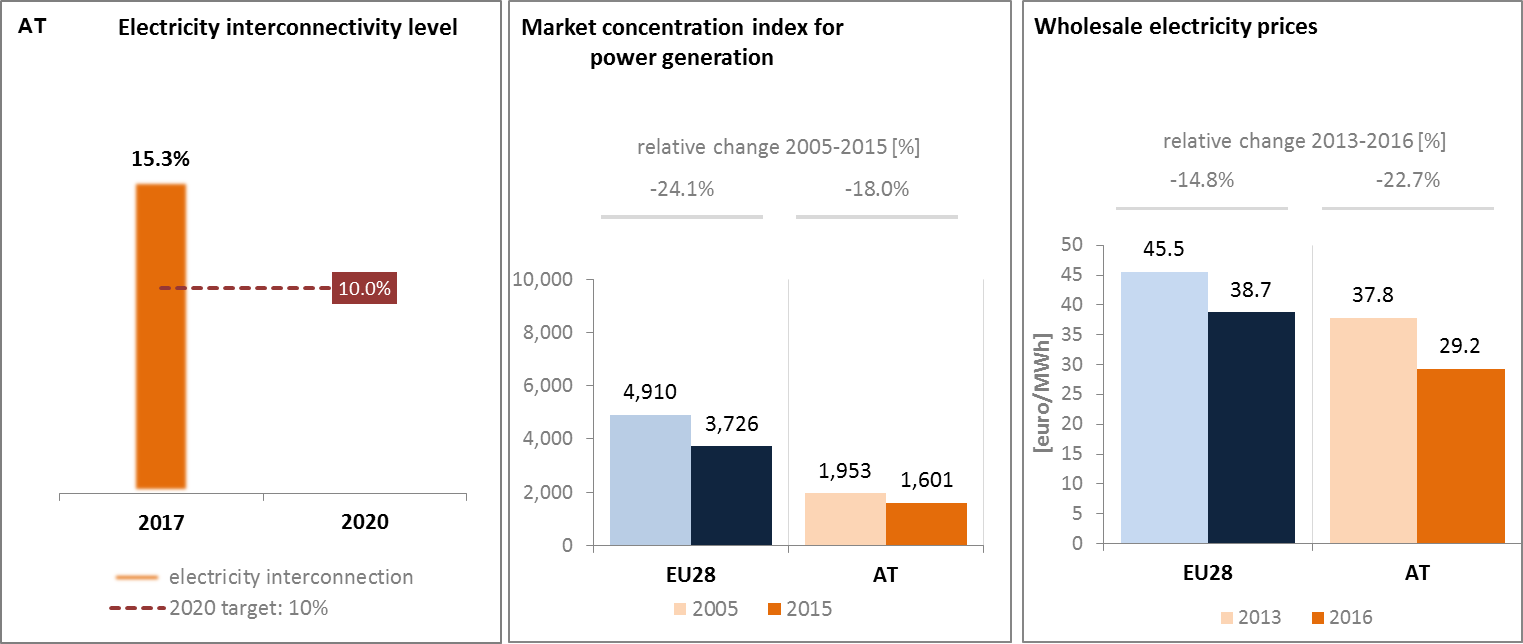 AT
Electricity interconnectivity level
15.3%
10.0%
2017
2020
electricity interconnection
2020 target: 10%
Market concentration index for
power generation
relative change 2005-2015 [%]
-24.1%
-18.0%
10,000
8,000
6,000
4,000
2,000
0
4,910
3,726
1,953
1,601
EU28
AT
2005
2015
Wholesale electricity prices
relative change 2013-2016 [%]
-14.8%
-22.7%
[euro/MWh]
50
45
40
35
30
25
20
15
10
5
0
45.5
38.7
37.8
29.2
EU28
AT
2013
2016